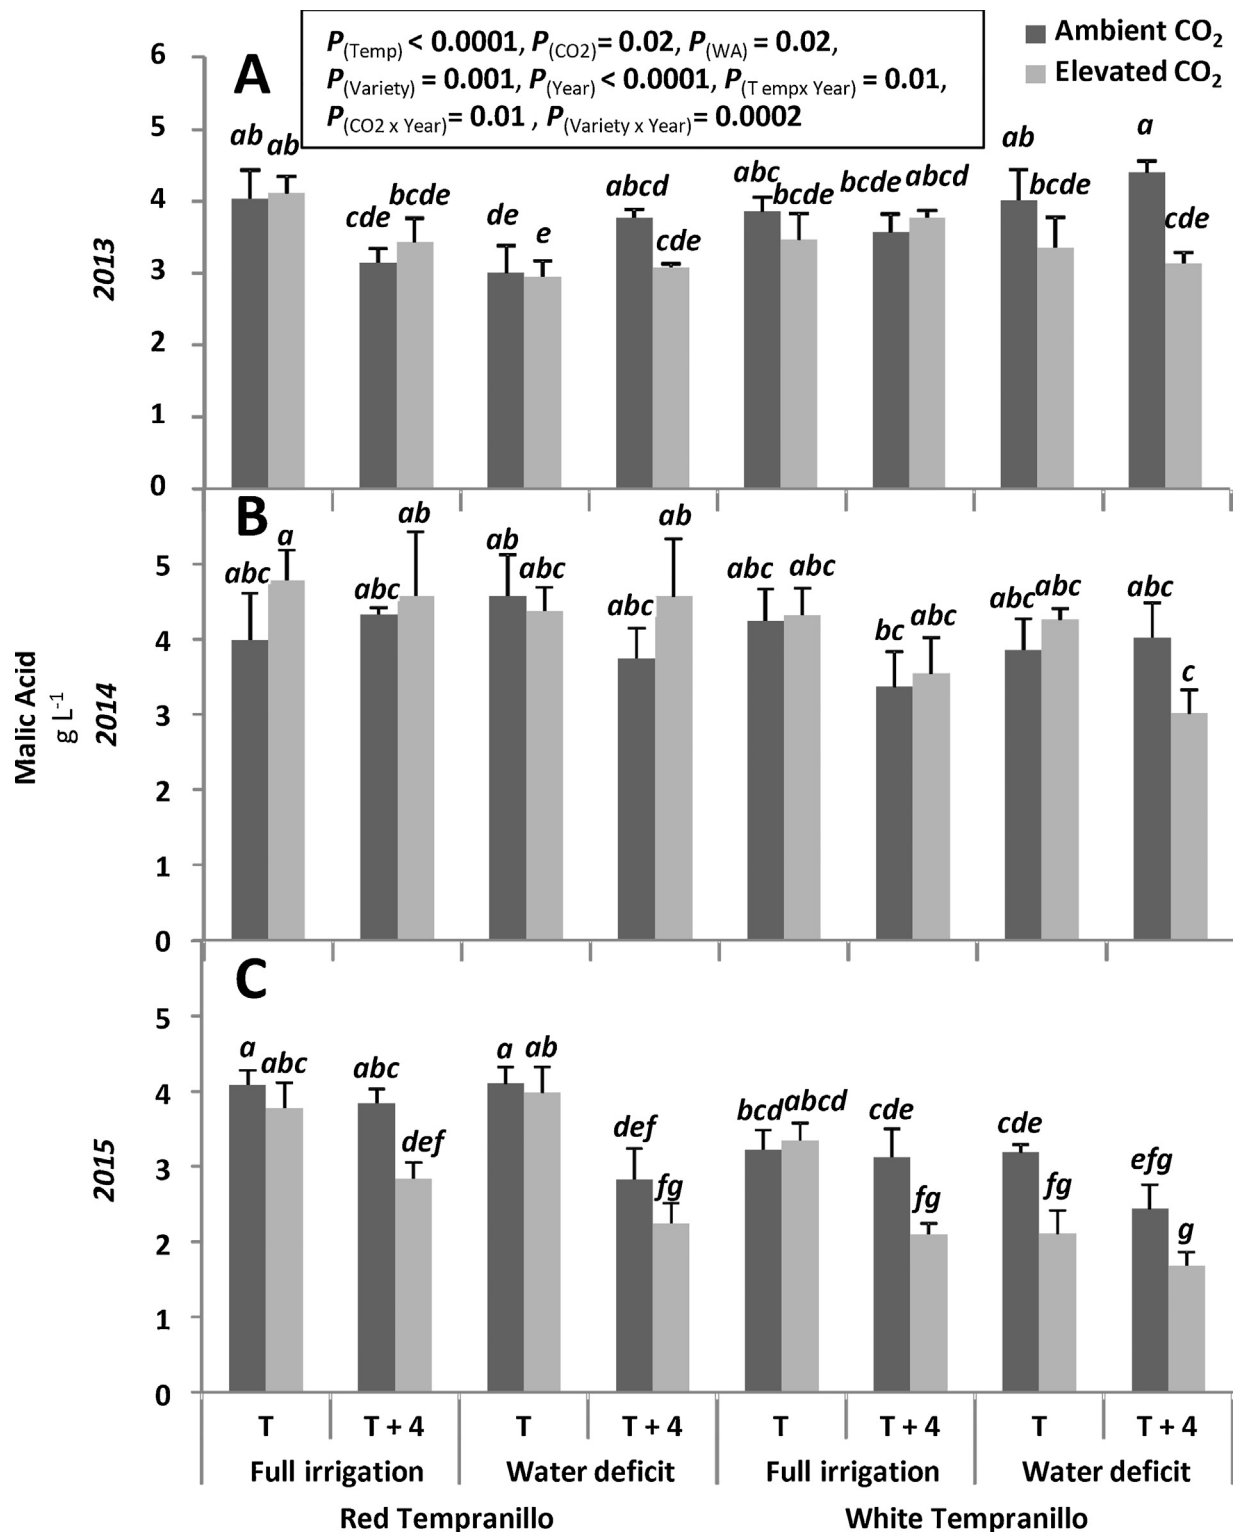 P(Temp) < 0.0001, P(CO2)= 0.02, P(WA) = 0.02,
P(Variety) = 0.001, P(Year) < 0.0001, P(T empx Year) = 0.01,
P(CO2 x Year)= 0.01 , P(Variety x Year)= 0.0002
Ambient CO2
Elevated CO2
A
6
5
4
3
2
1
0
2013
ab ab cde bcde de e abcd cde abc bcde bcde abcd ab bcde a cde
B
5
4
3
2
1
0
Malic Acid
g L-1
2014
abc a abc ab ab abc abc ab abc abc bc abc abc abc abc c
C
5
4
3
2
1
0
2015
a abc abc def a ab def fg bcd abcd cde fg cde fg efg g
T T + 4 T T + 4 T T + 4 T T + 4
Full irrigation Water deficit Full irrigation Water deficit
Red Tempranillo White Tempranillo